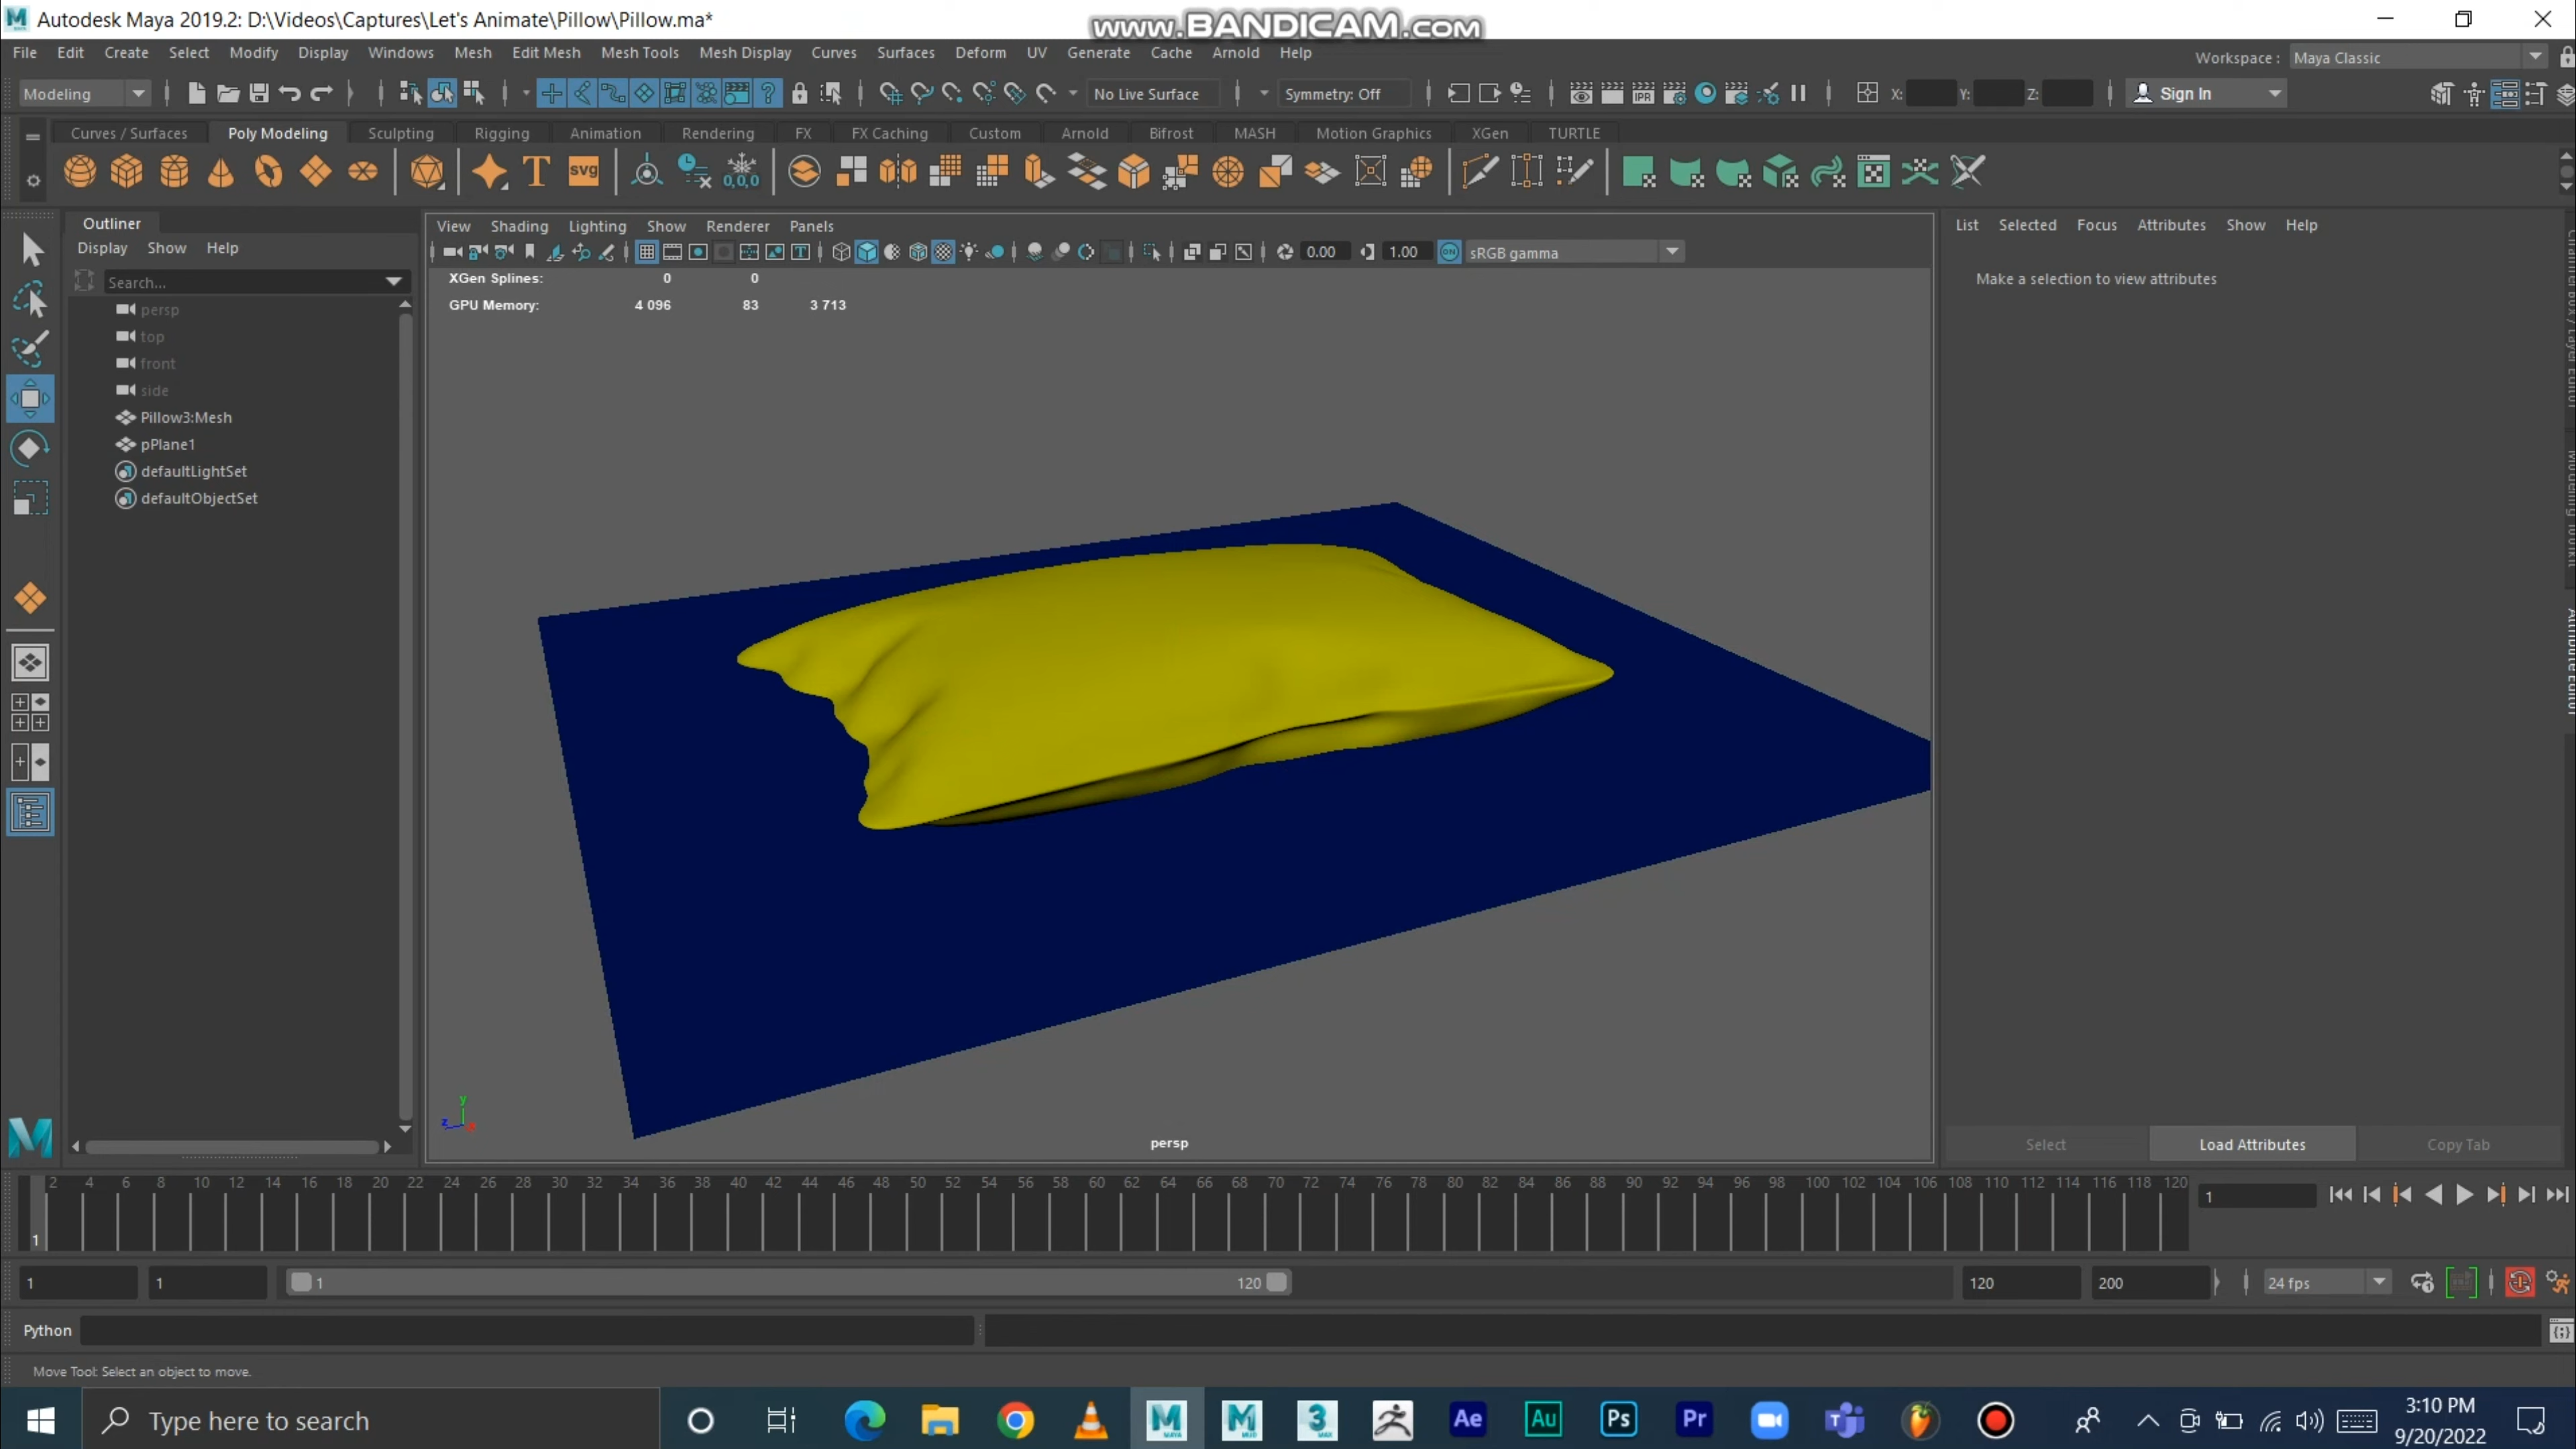 Autodesk Maya 2019.2: D:\Videos\Captures\Let's Animate\Pillow\Pillow.ma*
www.BANDICAM.com
File Edit Create Select Modify Display Windows Mesh Edit Mesh Mesh Tools Mesh Display Curves Surfaces Deform UV Generate Cache Arnold Help
Workspace : Maya Classic
Modeling No Live Surface Symmetry: Off IPR X: Y: Z: Sign In
Curves / Surfaces Poly Modeling Sculpting Rigging Animation Rendering FX FX Caching Custom Arnold Bifrost MASH Motion Graphics XGen TURTLE
T SVG 0,0,0
Outliner
Display Show Help
Search...
persp
top
front
side
Pillow3:Mesh
pPlane1
defaultLightSet
defaultObjectSet
View Shading Lighting Show Renderer Panels
0.00 1.00 ON sRGB gamma
XGen Splines: 0 0
GPU Memory: 4 096 83 3 713
y
z
persp
List Selected Focus Attributes Show Help
Make a selection to view attributes
Select Load Attributes Copy Tab
2 4 6 8 10 12 14 16 18 20 22 24 26 28 30 32 34 36 38 40 42 44 46 48 50 52 54 56 58 60 62 64 66 68 70 72 74 76 78 80 82 84 86 88 90 92 94 96 98 100 102 104 106 108 110 112 114 116 118 120
1
1
1 1 1 120 120 200 24 fps
Python
Move Tool: Select an object to move.
Type here to search
M MAYA M MUD 3 MAX Ae Au Ps Pr
3:10 PM
9/20/2022